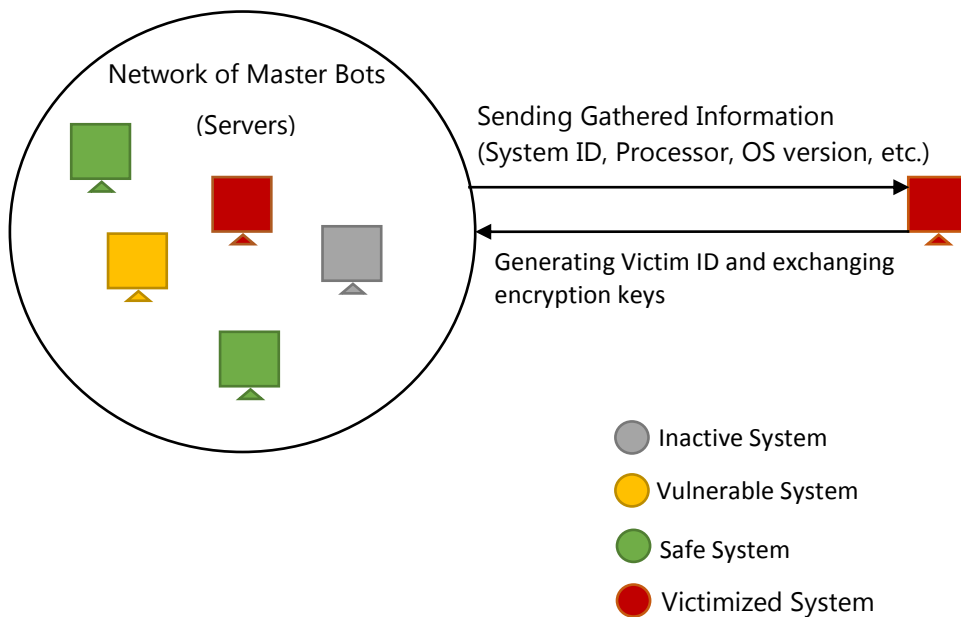 Network of Master Bots
(Servers)
Sending Gathered Information
(System ID, Processor, OS version, etc.)
Generating Victim ID and exchanging
encryption keys
Inactive System
Vulnerable System
Safe System
Victimized System